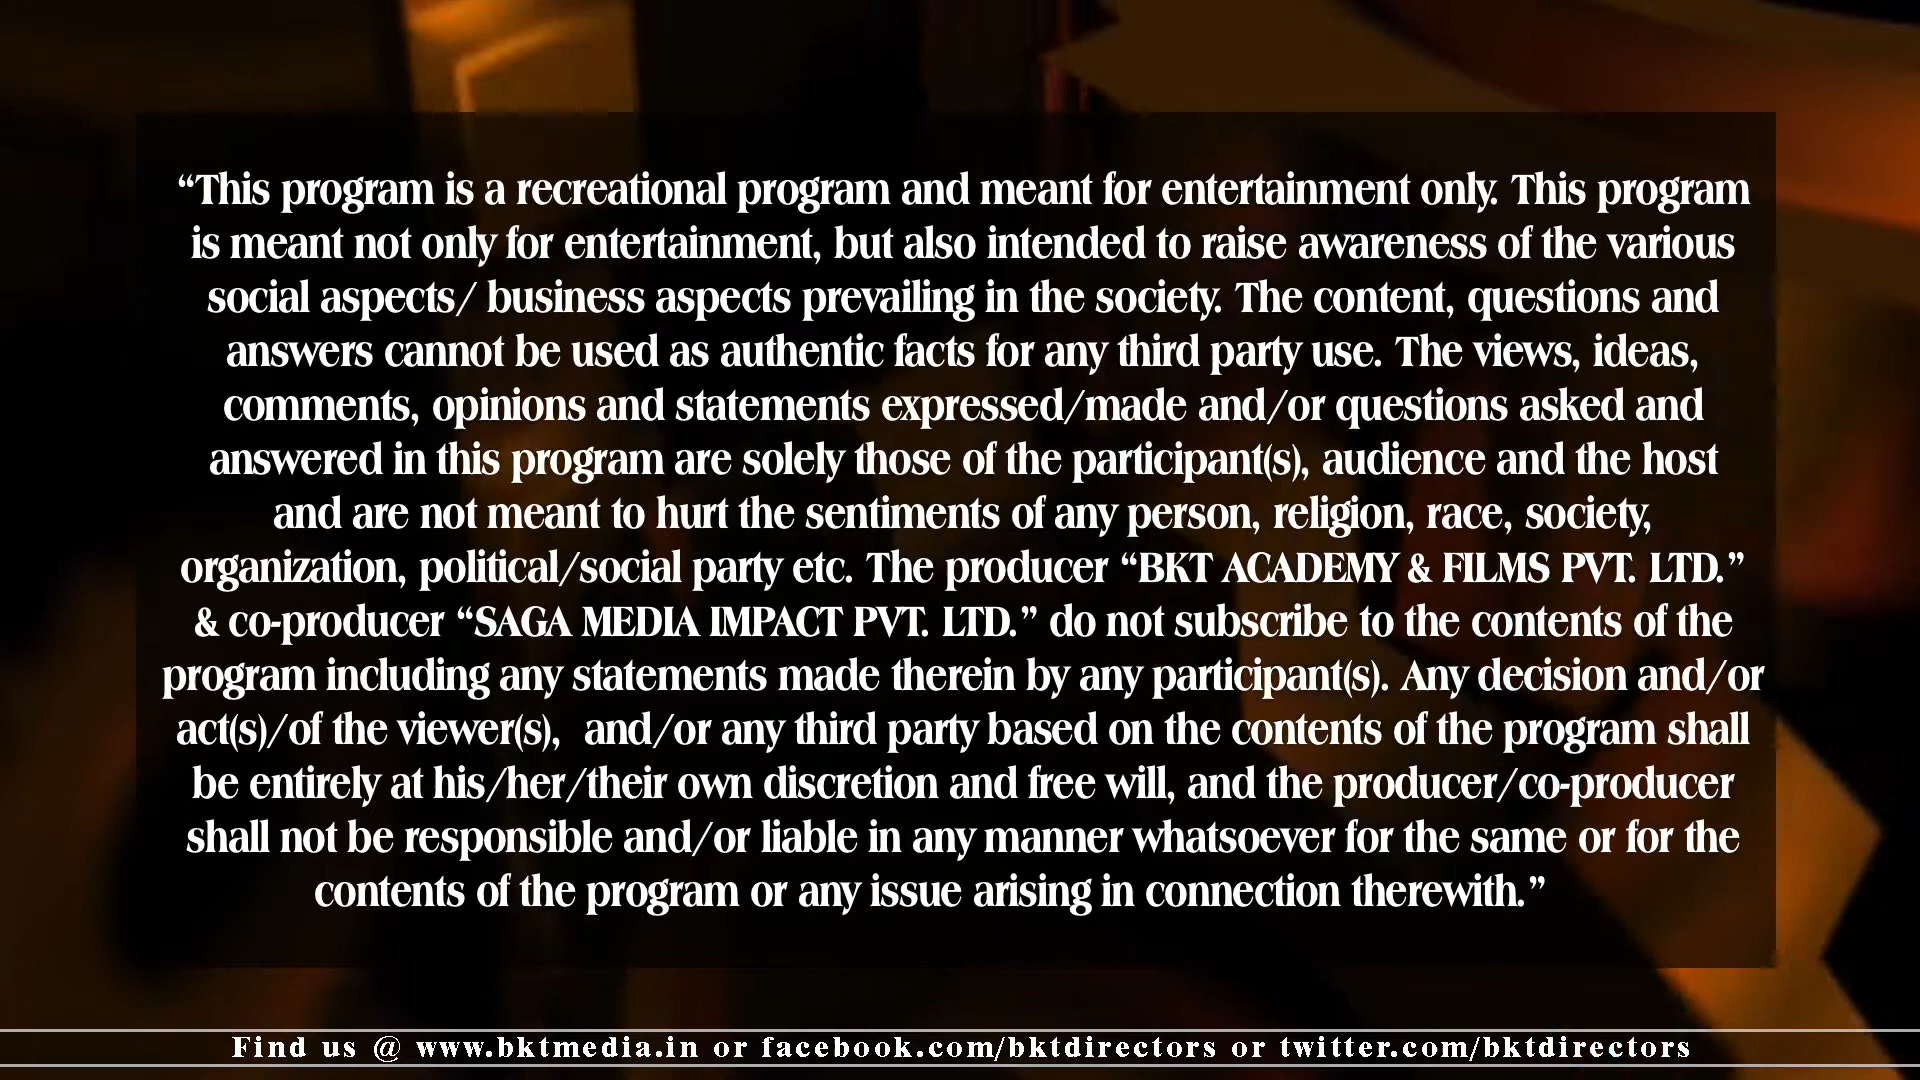 “This program is a recreational program and meant for entertainment only. This program
is meant not only for entertainment, but also intended to raise awareness of the various
social aspects/ business aspects prevailing in the society. The content, questions and
answers cannot be used as authentic facts for any third party use. The views, ideas,
comments, opinions and statements expressed/made and/or questions asked and
answered in this program are solely those of the participant(s), audience and the host
and are not meant to hurt the sentiments of any person, religion, race, society,
organization, political/social party etc. The producer “BKT ACADEMY & FILMS PVT. LTD.”
& co-producer “SAGA MEDIA IMPACT PVT. LTD.” do not subscribe to the contents of the
program including any statements made therein by any participant(s). Any decision and/or
act(s)/of the viewer(s),  and/or any third party based on the contents of the program shall
be entirely at his/her/their own discretion and free will, and the producer/co-producer
shall not be responsible and/or liable in any manner whatsoever for the same or for the
contents of the program or any issue arising in connection therewith.”
Find us @ www.bktmedia.in or facebook.com/bktdirectors or twitter.com/bktdirectors